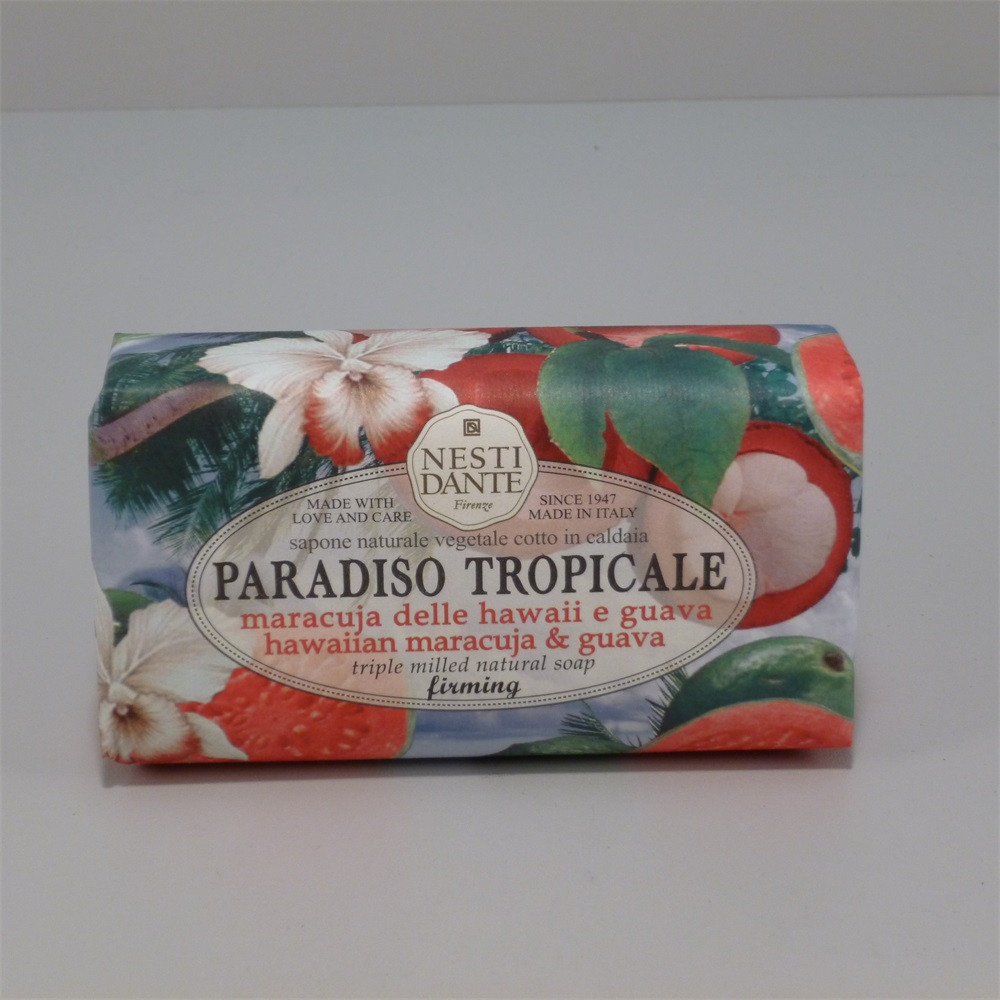 NESTI
DANTE
Firenze
MADE WITH
LOVE AND CARE
SINCE 1947
MADE IN ITALY
sapone naturale vegetale cotto in caldaia
PARADISO TROPICALE
maracuja delle hawaii e guava
hawaiian maracuja & guava
triple milled natural soap
firming